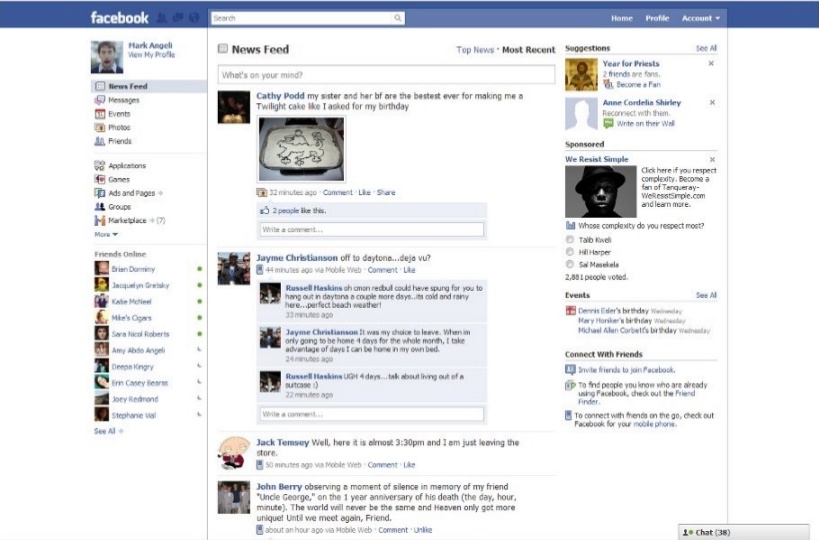 facebook
Search
Home Profile Account
Mark Angeli
View My Profile
News Feed
Messages
Events
Photos
Friends
Applications
Games
Ads and Pages
Groups
Marketplace (7)
More
Friends Online
Brian Dorminy
Jacquelyn Gretsky
Katie McNeel
Mike's Cigars
Sara Nicol Roberts
Amy Abdo Angeli
Deepa Kingry
Erin Casey Bearss
Joey Redmond
Stephanie Vial
See All
News Feed
Top News · Most Recent
What's on your mind?
Cathy Podd my sister and her bf are the bestest ever for making me a
Twilight cake like I asked for my birthday
32 minutes ago · Comment · Like · Share
2 people like this.
Write a comment...
Jayme Christianson off to daytona...deja vu?
44 minutes ago via Mobile Web · Comment · Like
Russell Haskins oh cmon redbull could have spung for you to
hang out in daytona a couple more days...its cold and rainy
here...perfect beach weather!
33 minutes ago
Jayme Christianson It was my choice to leave. When im
only going to be home 4 days for the whole month, I take
advantage of days I can be home in my own bed.
24 minutes ago
Russell Haskins UGH 4 days...talk about living out of a
suitcase :)
22 minutes ago
Write a comment...
Jack Temsey Well, here it is almost 3:30pm and I am just leaving the
store.
50 minutes ago via Mobile Web · Comment · Like
John Berry observing a moment of silence in memory of my friend
"Uncle George," on the 1 year anniversary of his death (the day, hour,
minute). The world will never be the same and Heaven only got more
unique! Until we meet again, Friend.
about an hour ago via Mobile Web · Comment · Unlike
Suggestions
See All
Year for Priests
2 friends are fans.
Become a Fan
Anne Cordelia Shirley
Reconnect with them.
Write on their Wall
Sponsored
We Resist Simple
Click here if you respect
complexity. Become a
fan of Tanqueray-
WeResistSimple.com
and learn more.
Whose complexity do you respect most?
Talib Kweli
Hill Harper
Sal Masekela
2,881 people voted.
Events
See All
Dennis Esler's birthday Wednesday
Mary Horsker's birthday Wednesday
Michael Allen Corbett's birthday Wednesday
Connect With Friends
Invite friends to join Facebook.
To find people you know who are already
using Facebook, check out the Friend
Finder.
To connect with friends on the go, check out
Facebook for your mobile phone.
Chat (38)